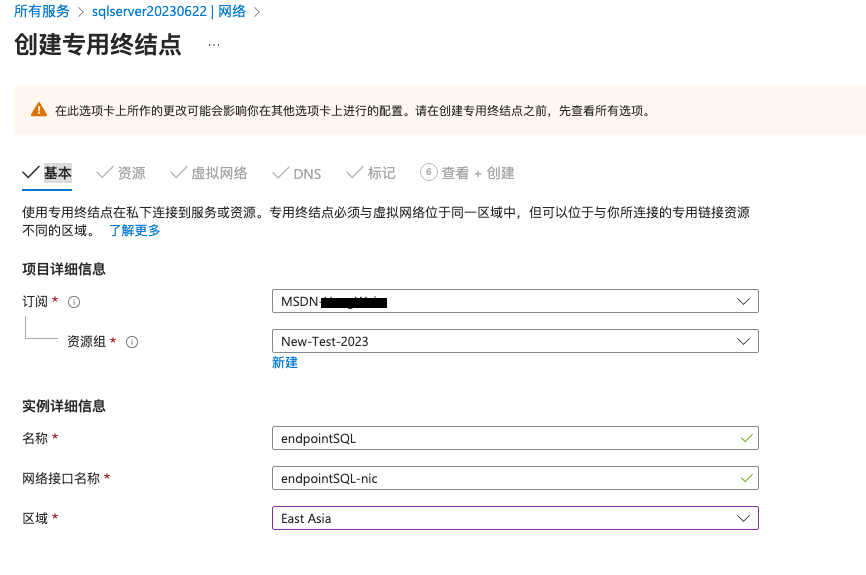 所有服务 > sqlserver20230622 | 网络 >
创建专用终结点 ...
在此选项卡上所作的更改可能会影响你在其他选项卡上进行的配置。请在创建专用终结点之前，先查看所有选项。
基本 资源 虚拟网络 DNS 标记 6 查看 + 创建
使用专用终结点在私下连接到服务或资源。专用终结点必须与虚拟网络位于同一区域中，但可以位于与你所连接的专用链接资源
不同的区域。 了解更多
项目详细信息
订阅 * MSDN-
资源组 * New-Test-2023
新建
实例详细信息
名称 * endpointSQL
网络接口名称 * endpointSQL-nic
区域 * East Asia